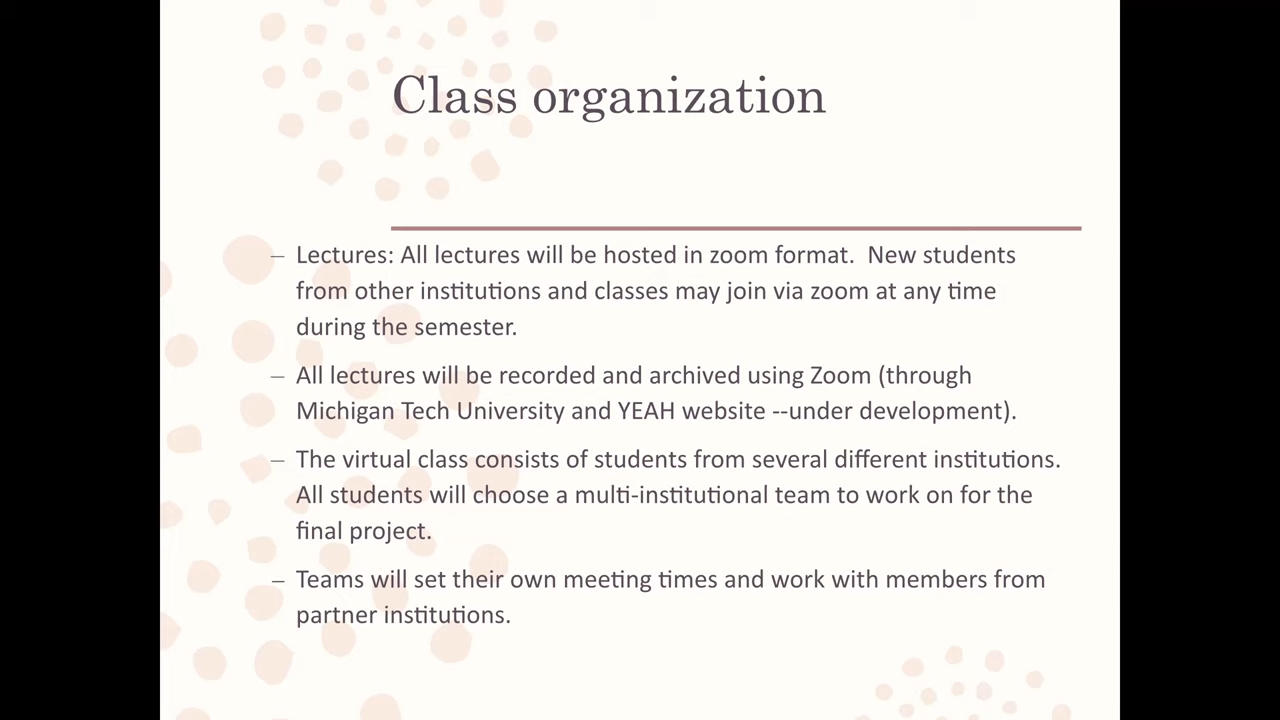 Class organization
– Lectures: All lectures will be hosted in zoom format.  New students
from other institutions and classes may join via zoom at any time
during the semester.
– All lectures will be recorded and archived using Zoom (through
Michigan Tech University and YEAH website --under development).
– The virtual class consists of students from several different institutions.
All students will choose a multi-institutional team to work on for the
final project.
– Teams will set their own meeting times and work with members from
partner institutions.